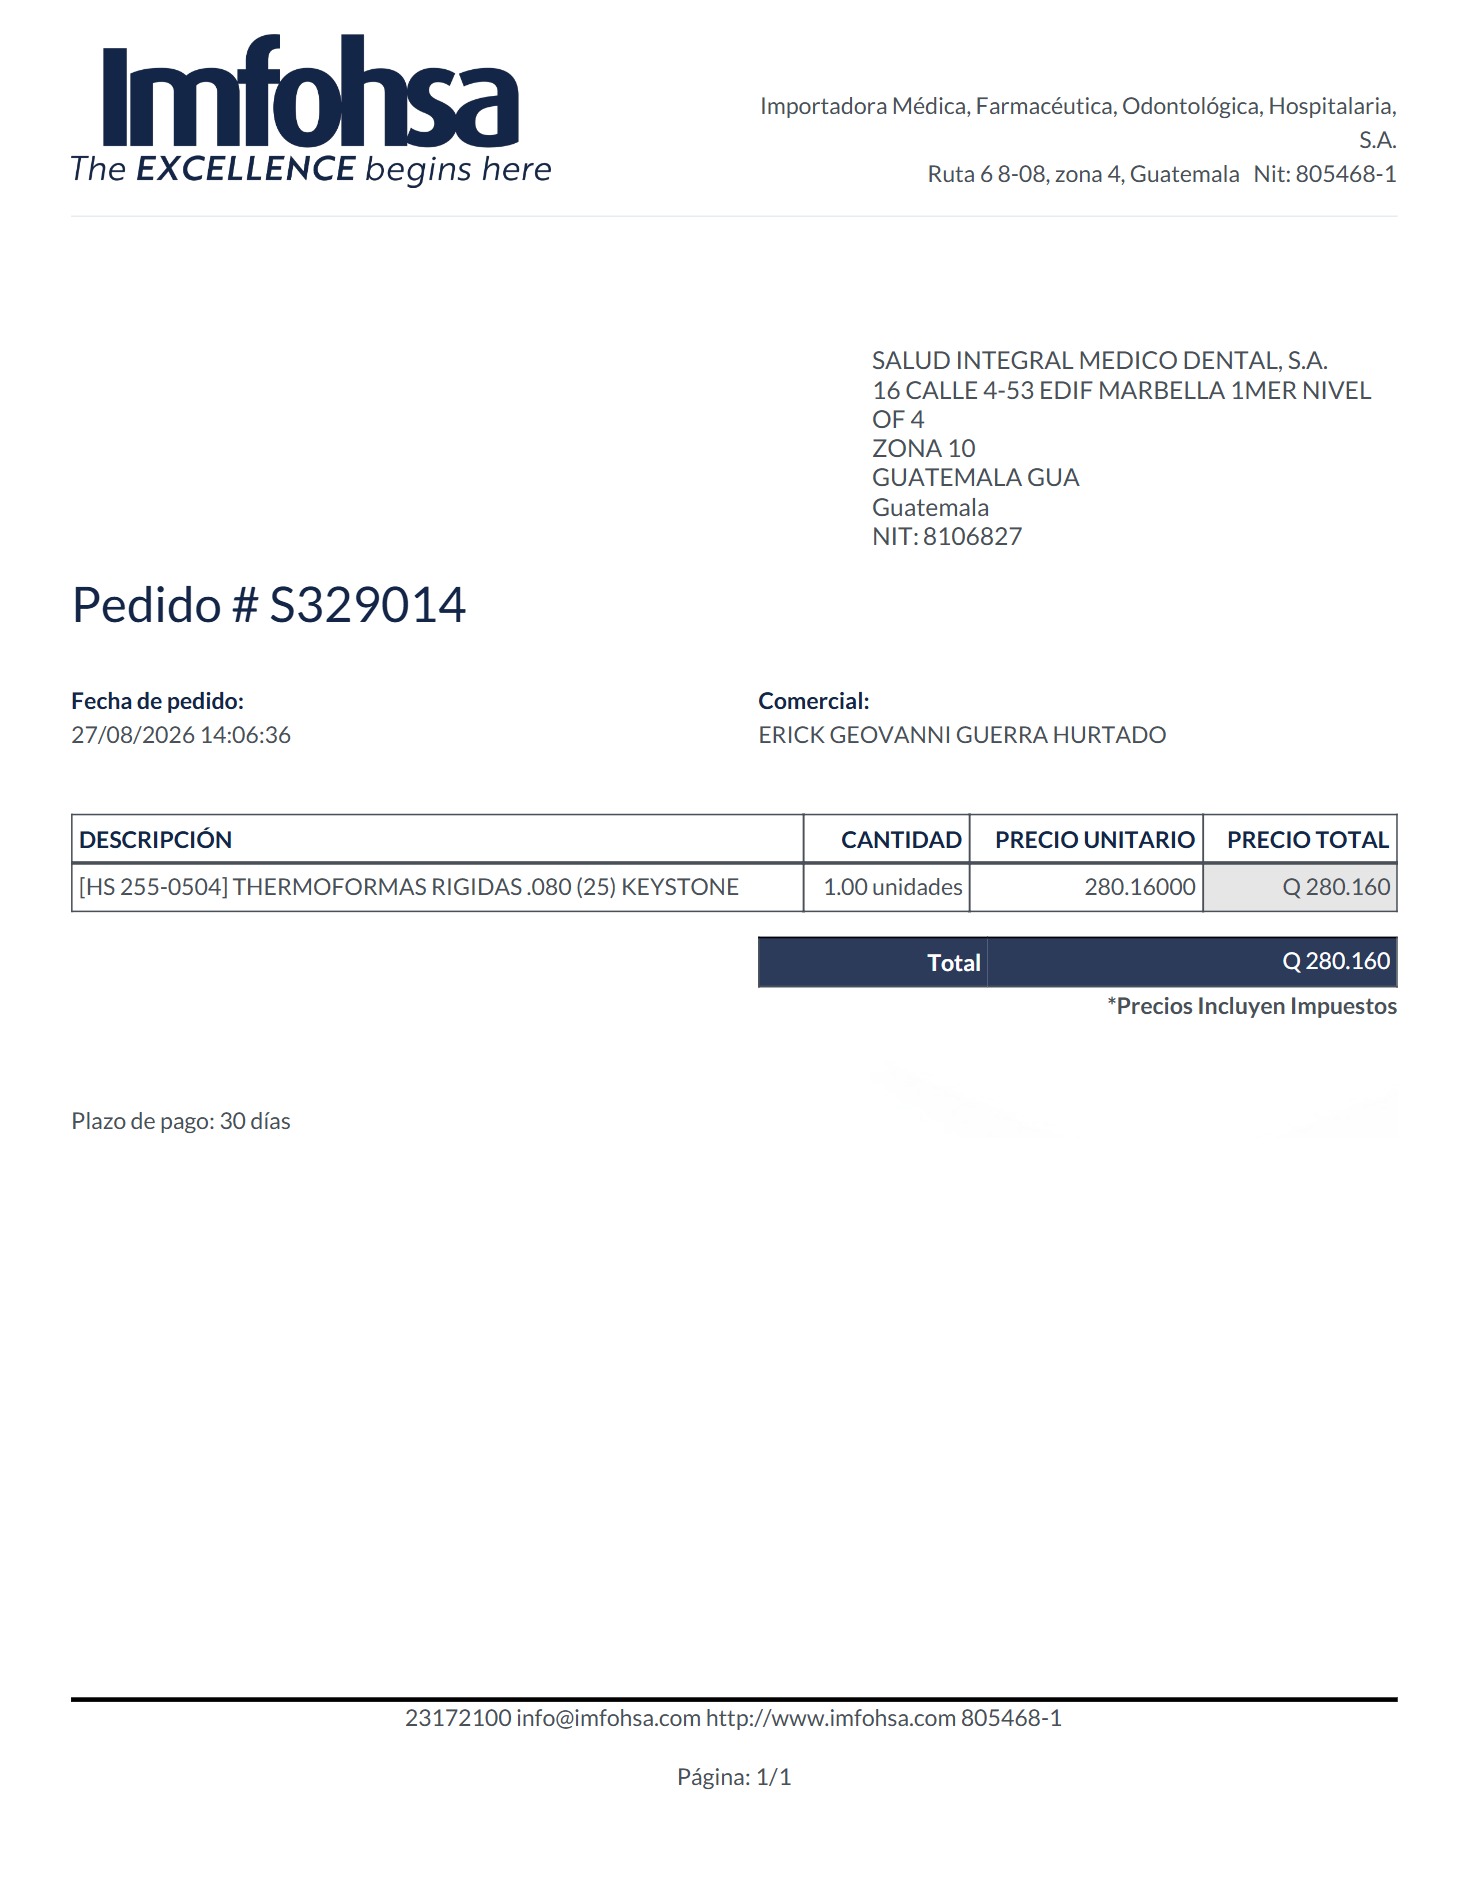 Imfohsa
The EXCELLENCE begins here
Importadora Médica, Farmacéutica, Odontológica, Hospitalaria,
S.A.
Ruta 6 8-08, zona 4, Guatemala   Nit: 805468-1
SALUD INTEGRAL MEDICO DENTAL, S.A.
16 CALLE 4-53 EDIF MARBELLA 1MER NIVEL
OF 4
ZONA 10
GUATEMALA GUA
Guatemala
NIT: 8106827
Pedido # S329014
Fecha de pedido: Comercial:
27/08/2026 14:06:36 ERICK GEOVANNI GUERRA HURTADO
DESCRIPCIÓN CANTIDAD PRECIO UNITARIO PRECIO TOTAL
[HS 255-0504] THERMOFORMAS RIGIDAS .080 (25) KEYSTONE 1.00 unidades 280.16000 Q 280.160
Total Q 280.160
*Precios Incluyen Impuestos
Plazo de pago: 30 días
23172100 info@imfohsa.com http://www.imfohsa.com 805468-1
Página: 1/1